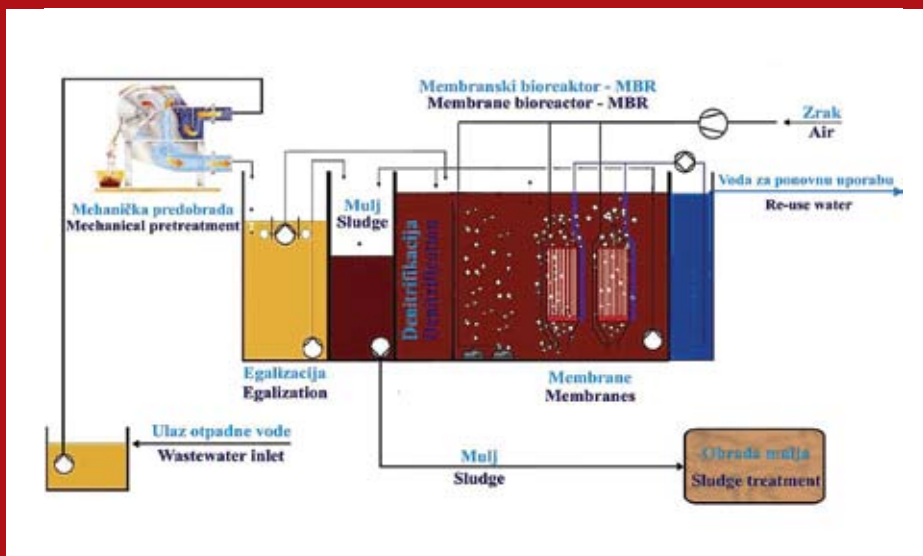 Membranski bioreaktor - MBR
Membrane bioreactor - MBR
Zrak
Air
Mehanička predobrada
Mechanical pretreatment
Mulj
Sludge
Denitrifikacija
Denitrification
Voda za ponovnu uporabu
Re-use water
Egalizacija
Egalization
Membrane
Membranes
Ulaz otpadne vode
Wastewater inlet
Mulj
Sludge
Obrada mulja
Sludge treatment